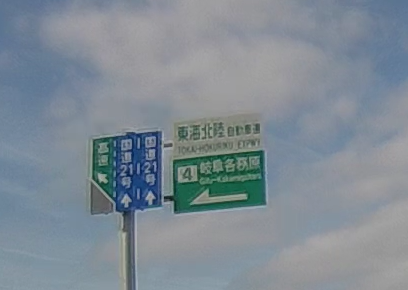 東海北陸自動車道
TOKAI-HOKURIKU EXPWY
4 岐阜各務原
Gifu-Kakamigahara
高速
国道21号
国道21号